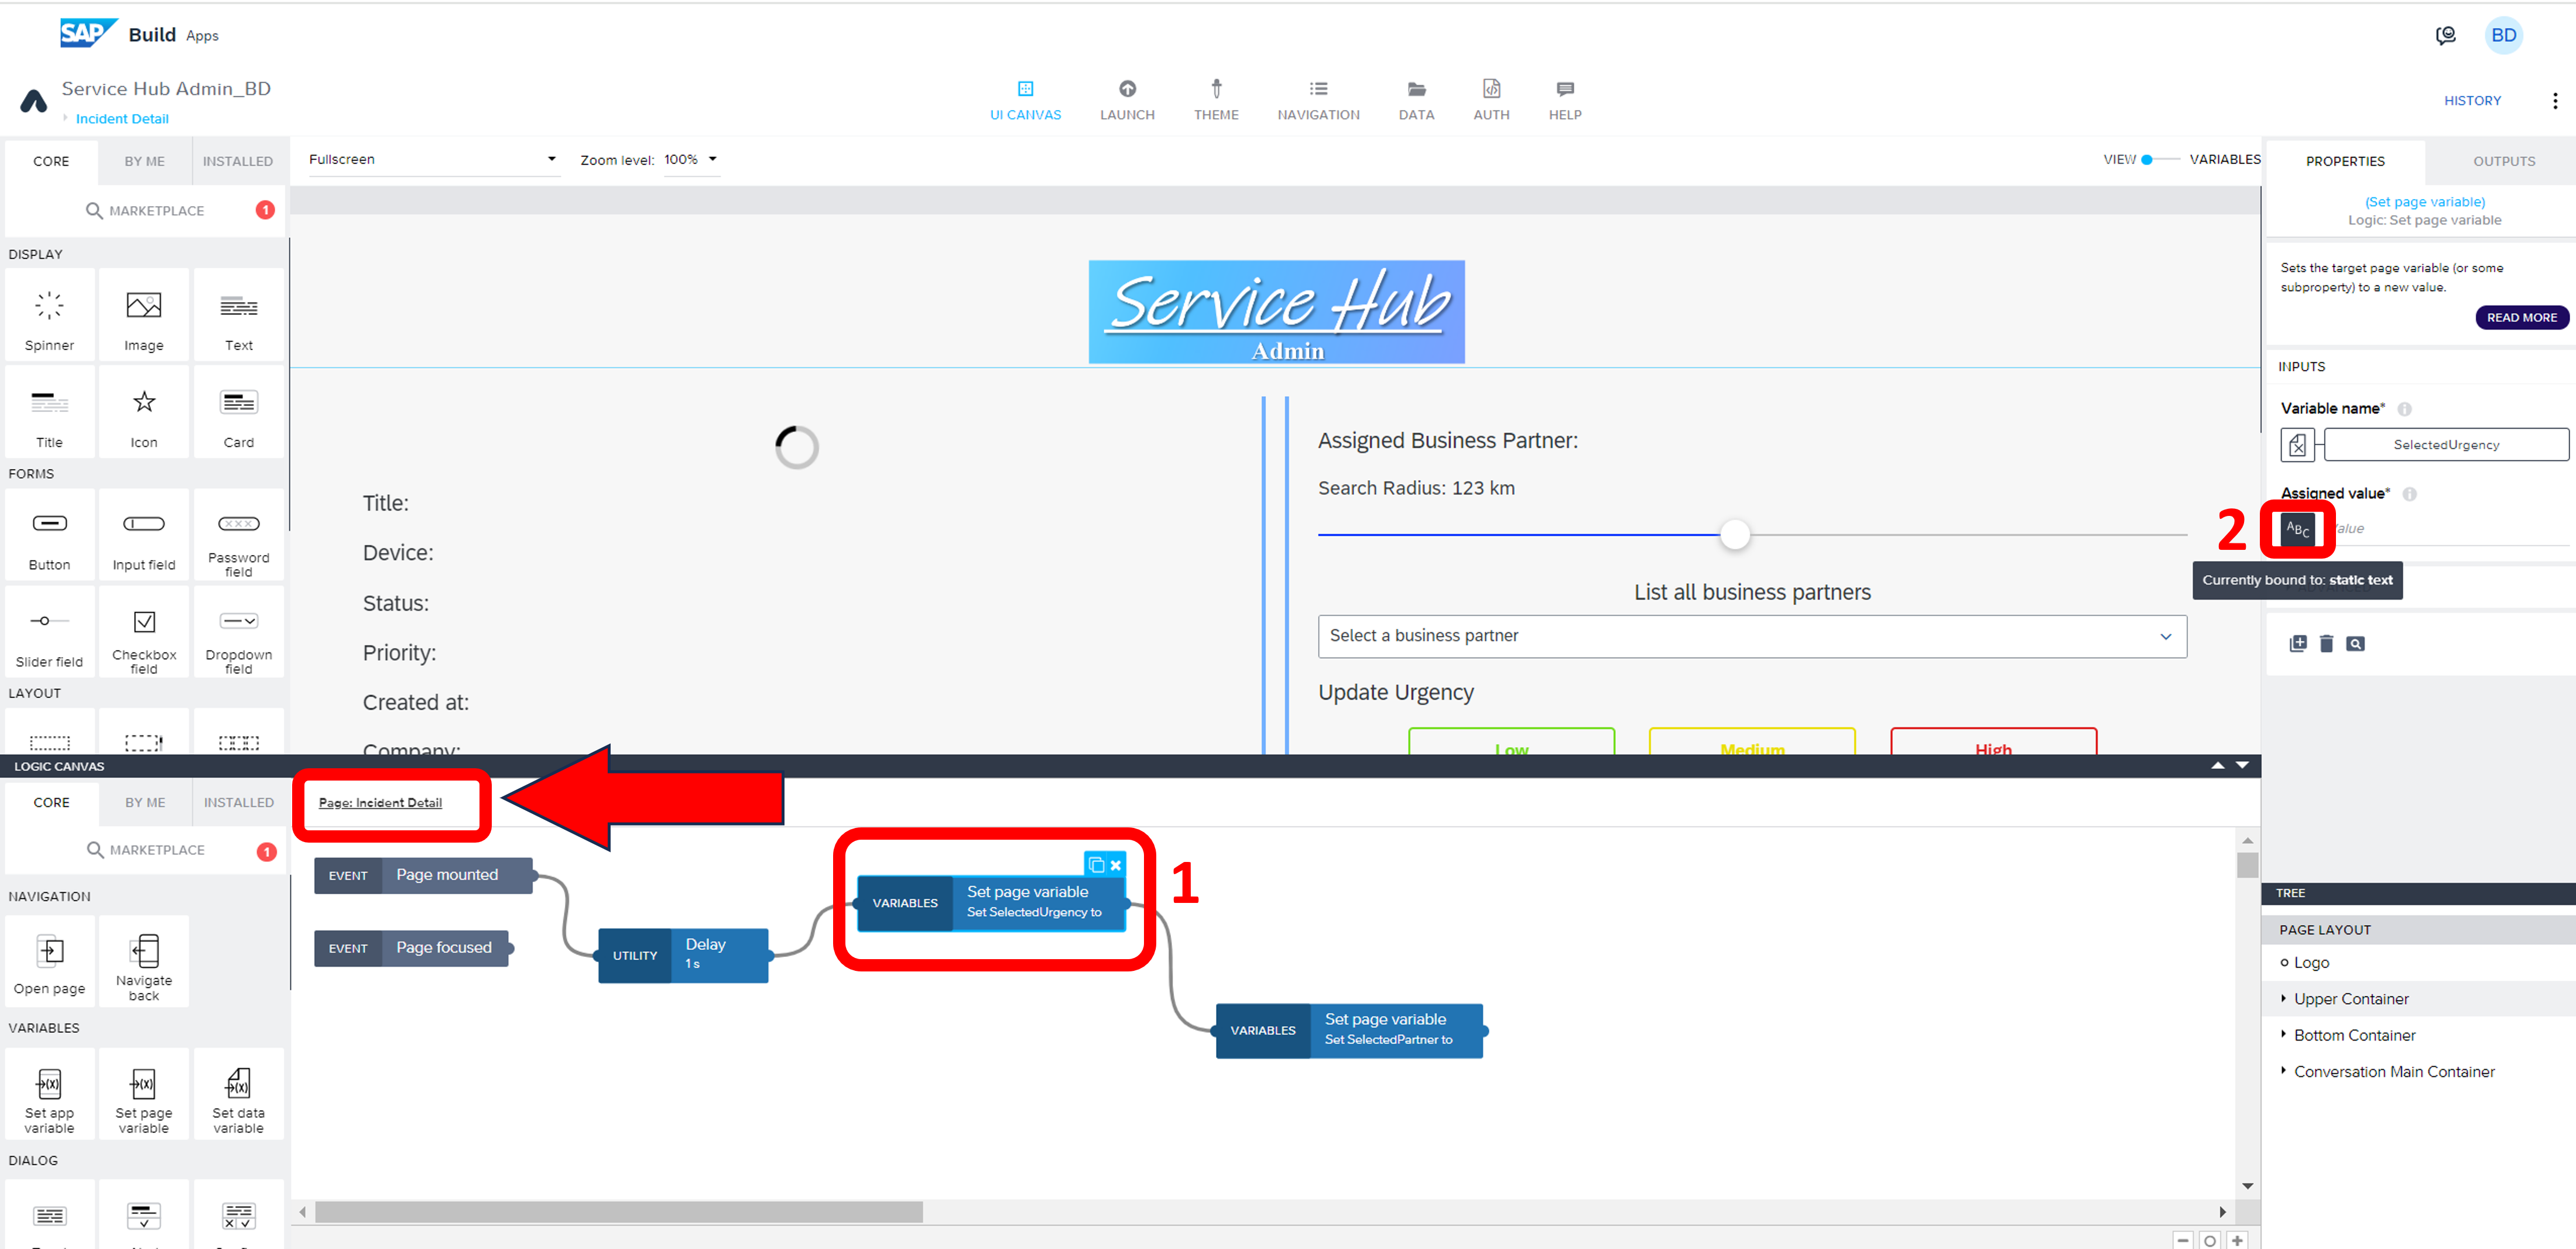 SAP Build Apps
BD
Service Hub Admin_BD
Incident Detail
UI CANVAS
LAUNCH
THEME
NAVIGATION
DATA
AUTH
HELP
HISTORY
CORE
BY ME
INSTALLED
Fullscreen
Zoom level: 100%
VIEW
VARIABLES
PROPERTIES
OUTPUTS
MARKETPLACE
1
(Set page variable)
Logic: Set page variable
DISPLAY
Spinner
Image
Text
Title
Icon
Card
FORMS
Button
Input field
Password
field
Slider field
Checkbox
field
Dropdown
field
LAYOUT
Service Hub
Admin
Title:
Device:
Status:
Priority:
Created at:
Company:
Assigned Business Partner:
Search Radius: 123 km
List all business partners
Select a business partner
Update Urgency
Low
Medium
High
Sets the target page variable (or some
subproperty) to a new value.
READ MORE
INPUTS
Variable name*
SelectedUrgency
Assigned value*
2
ABC
alue
Currently bound to: static text
LOGIC CANVAS
CORE
BY ME
INSTALLED
MARKETPLACE
1
NAVIGATION
Open page
Navigate
back
VARIABLES
Set app
variable
Set page
variable
Set data
variable
DIALOG
Page: Incident Detail
EVENT
Page mounted
EVENT
Page focused
UTILITY
Delay
1 s
VARIABLES
Set page variable
Set SelectedUrgency to
1
VARIABLES
Set page variable
Set SelectedPartner to
TREE
PAGE LAYOUT
Logo
Upper Container
Bottom Container
Conversation Main Container